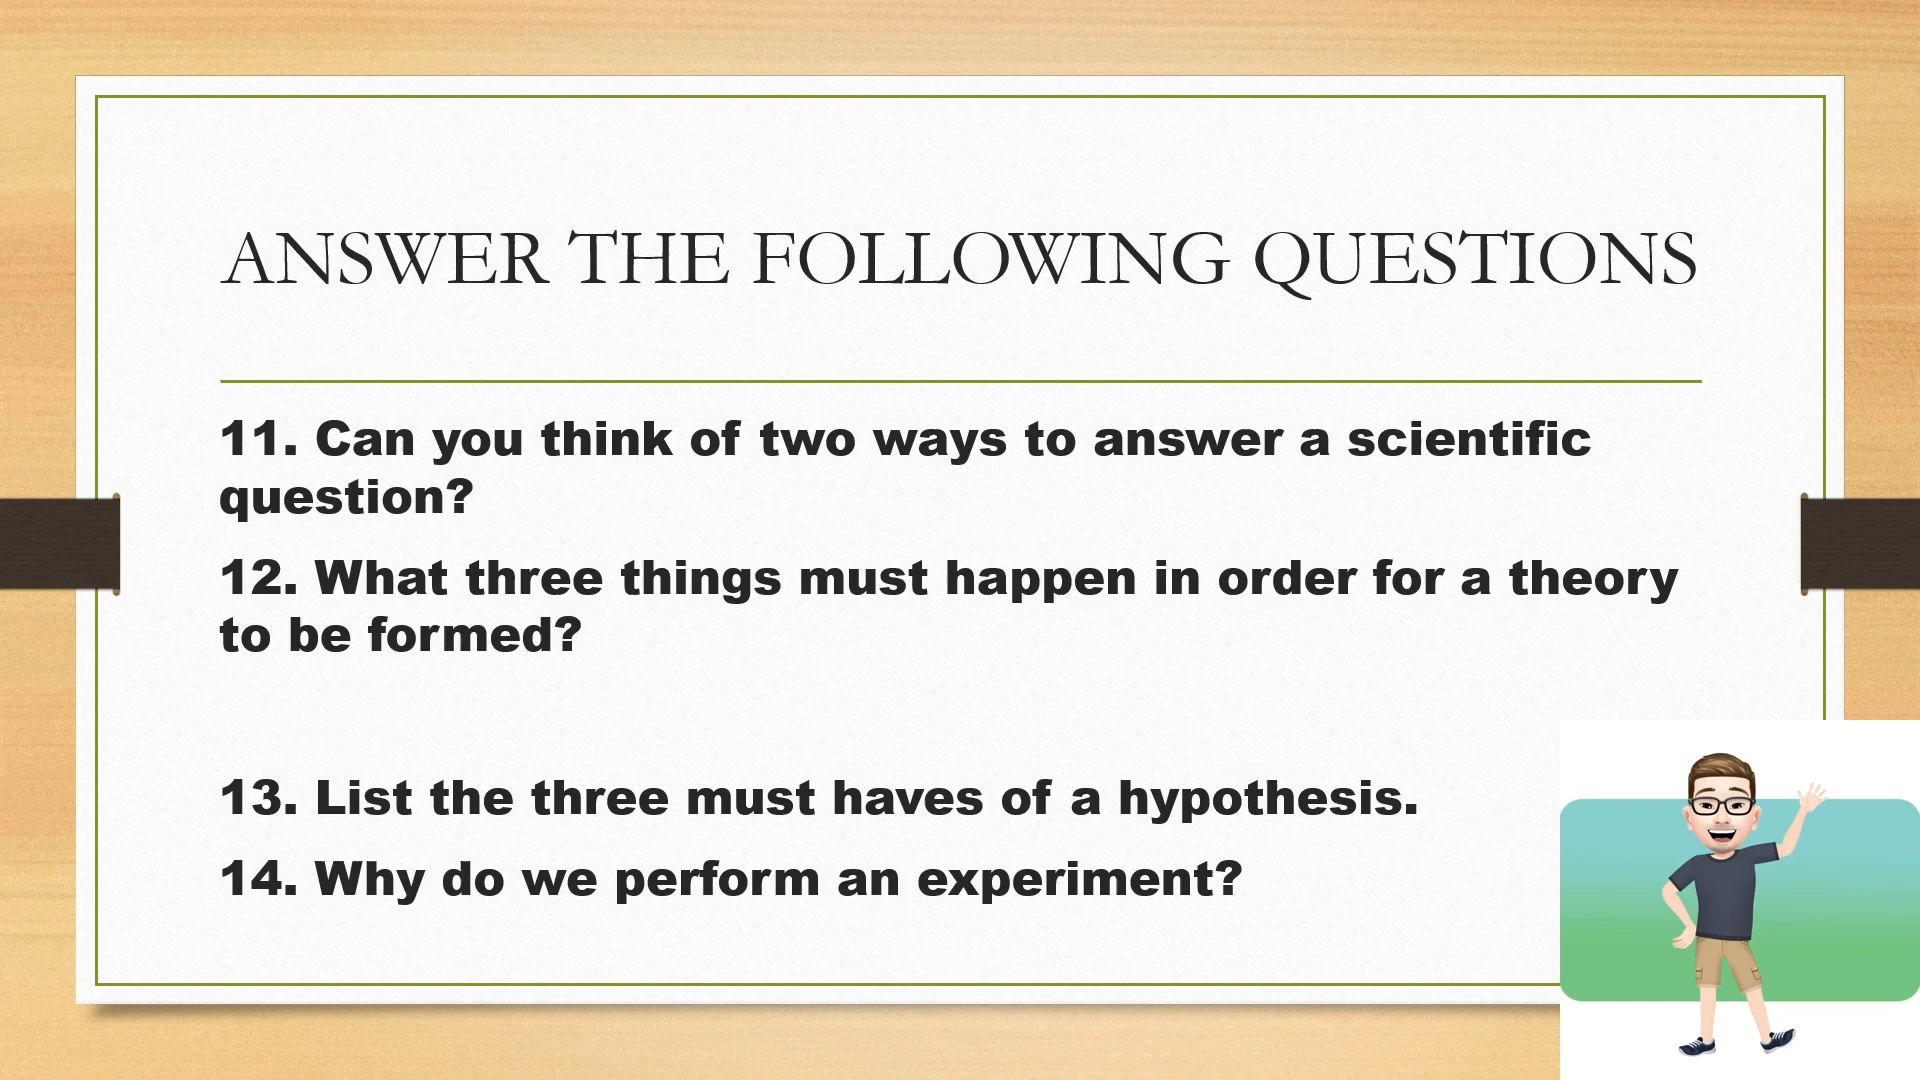 ANSWER THE FOLLOWING QUESTIONS
11. Can you think of two ways to answer a scientific
question?
12. What three things must happen in order for a theory
to be formed?
13. List the three must haves of a hypothesis.
14. Why do we perform an experiment?